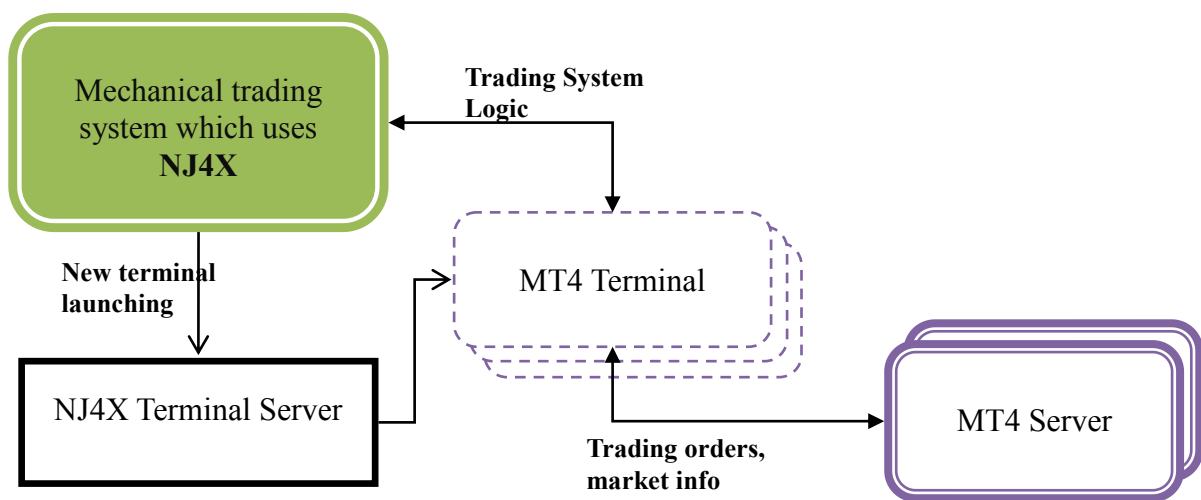 Mechanical trading
system which uses
NJ4X
Trading System
Logic
New terminal
launching
MT4 Terminal
NJ4X Terminal Server
MT4 Server
Trading orders,
market info